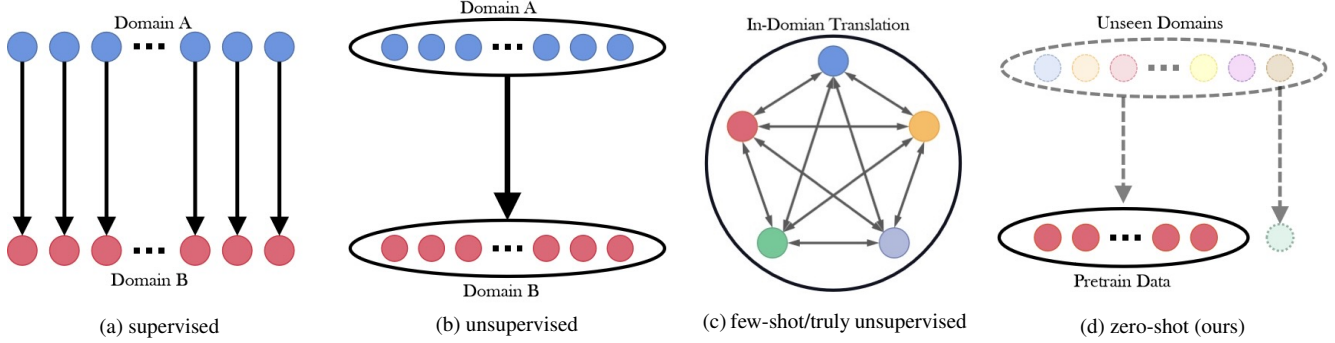 Domain A
Domain B
(a) supervised
Domain A
Domain B
(b) unsupervised
In-Domian Translation
(c) few-shot/truly unsupervised
Unseen Domains
Pretrain Data
(d) zero-shot (ours)